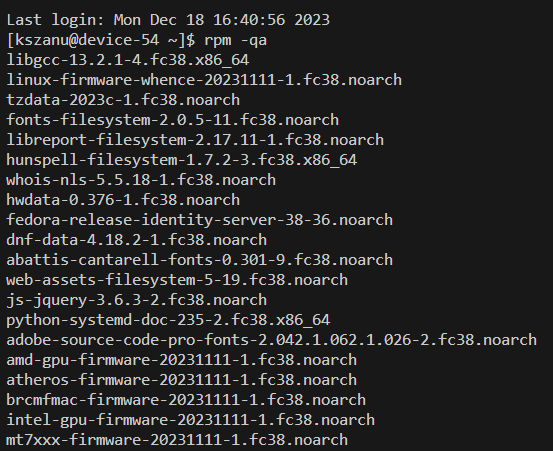 Last login: Mon Dec 18 16:40:56 2023
[kszanu@device-54 ~]$ rpm -qa
libgcc-13.2.1-4.fc38.x86_64
linux-firmware-whence-20231111-1.fc38.noarch
tzdata-2023c-1.fc38.noarch
fonts-filesystem-2.0.5-11.fc38.noarch
libreport-filesystem-2.17.11-1.fc38.noarch
hunspell-filesystem-1.7.2-3.fc38.x86_64
whois-nls-5.5.18-1.fc38.noarch
hwdata-0.376-1.fc38.noarch
fedora-release-identity-server-38-36.noarch
dnf-data-4.18.2-1.fc38.noarch
abattis-cantarell-fonts-0.301-9.fc38.noarch
web-assets-filesystem-5-19.fc38.noarch
js-jquery-3.6.3-2.fc38.noarch
python-systemd-doc-235-2.fc38.x86_64
adobe-source-code-pro-fonts-2.042.1.062.1.026-2.fc38.noarch
amd-gpu-firmware-20231111-1.fc38.noarch
atheros-firmware-20231111-1.fc38.noarch
brcmfmac-firmware-20231111-1.fc38.noarch
intel-gpu-firmware-20231111-1.fc38.noarch
mt7xxx-firmware-20231111-1.fc38.noarch